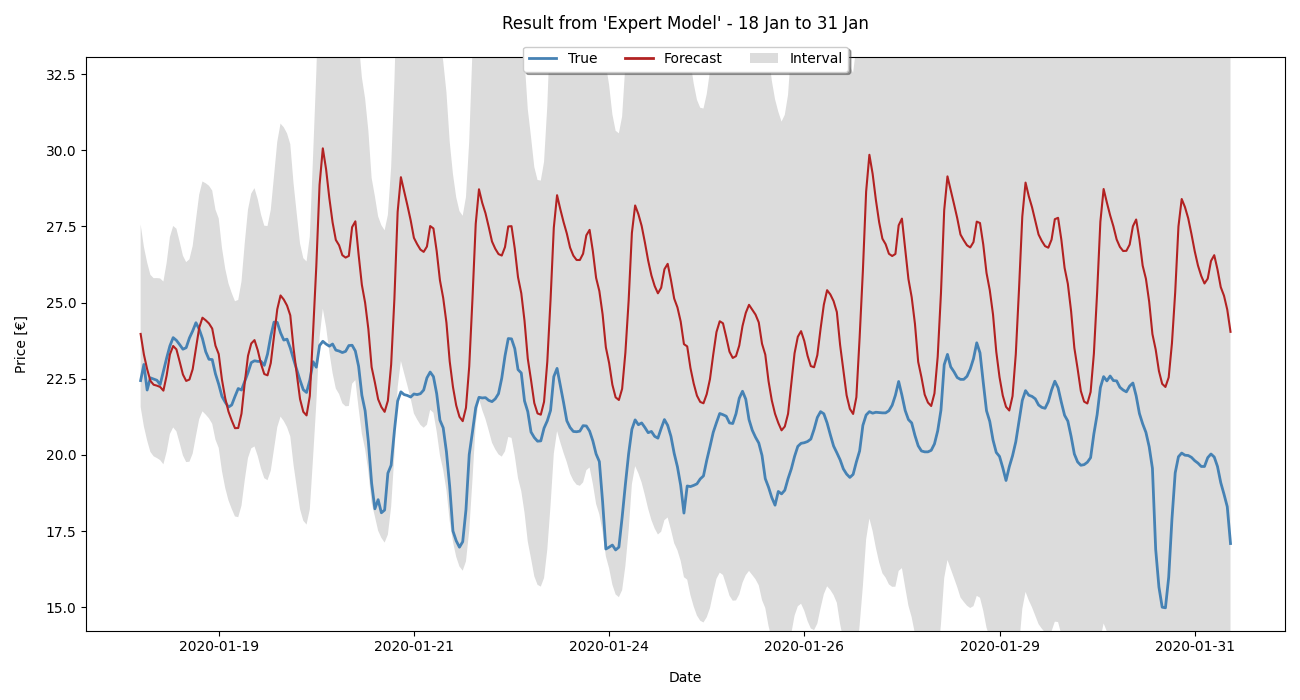 Result from 'Expert Model' - 18 Jan to 31 Jan
True Forecast Interval
32.5
30.0
27.5
25.0
22.5
20.0
17.5
15.0
Price [€]
2020-01-19 2020-01-21 2020-01-24 2020-01-26 2020-01-29 2020-01-31
Date